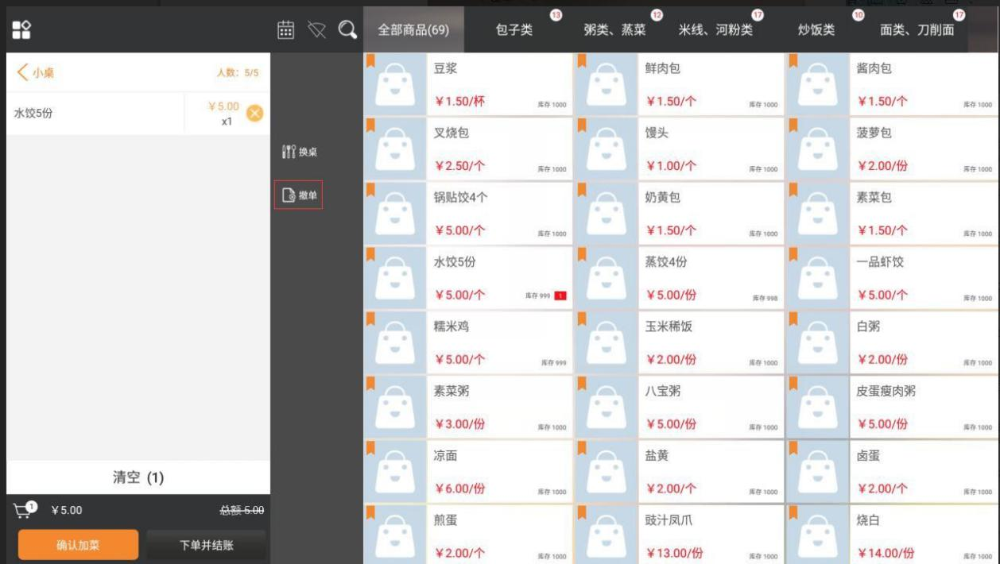 全部商品(69)
包子类
13
粥类、蒸菜
12
米线、河粉类
17
炒饭类
10
面类、刀削面
17
小桌
人数：5/5
水饺5份
￥5.00
x1
换桌
撤单
清空 (1)
1
￥5.00
总额 5.00
确认加菜
下单并结账
豆浆
￥1.50/杯
库存 1000
鲜肉包
￥1.50/个
库存 1000
酱肉包
￥1.50/个
库存 1000
叉烧包
￥2.50/个
库存 1000
馒头
￥1.00/个
库存 1000
菠萝包
￥2.00/份
库存 1000
锅贴饺4个
￥5.00/个
库存 1000
奶黄包
￥1.50/个
库存 1000
素菜包
￥1.50/个
库存 1000
水饺5份
￥5.00/个
库存 999
1
蒸饺4份
￥5.00/份
库存 998
一品虾饺
￥5.00/个
库存 1000
糯米鸡
￥5.00/个
库存 999
玉米稀饭
￥2.00/份
库存 1000
白粥
￥2.00/份
库存 1000
素菜粥
￥3.00/份
库存 1000
八宝粥
￥5.00/份
库存 1000
皮蛋瘦肉粥
￥5.00/份
库存 1000
凉面
￥6.00/份
库存 1000
盐黄
￥2.00/个
库存 1000
卤蛋
￥2.00/个
库存 1000
煎蛋
￥2.00/个
库存 1000
豉汁凤爪
￥13.00/份
库存 1000
烧白
￥14.00/份
库存 1000